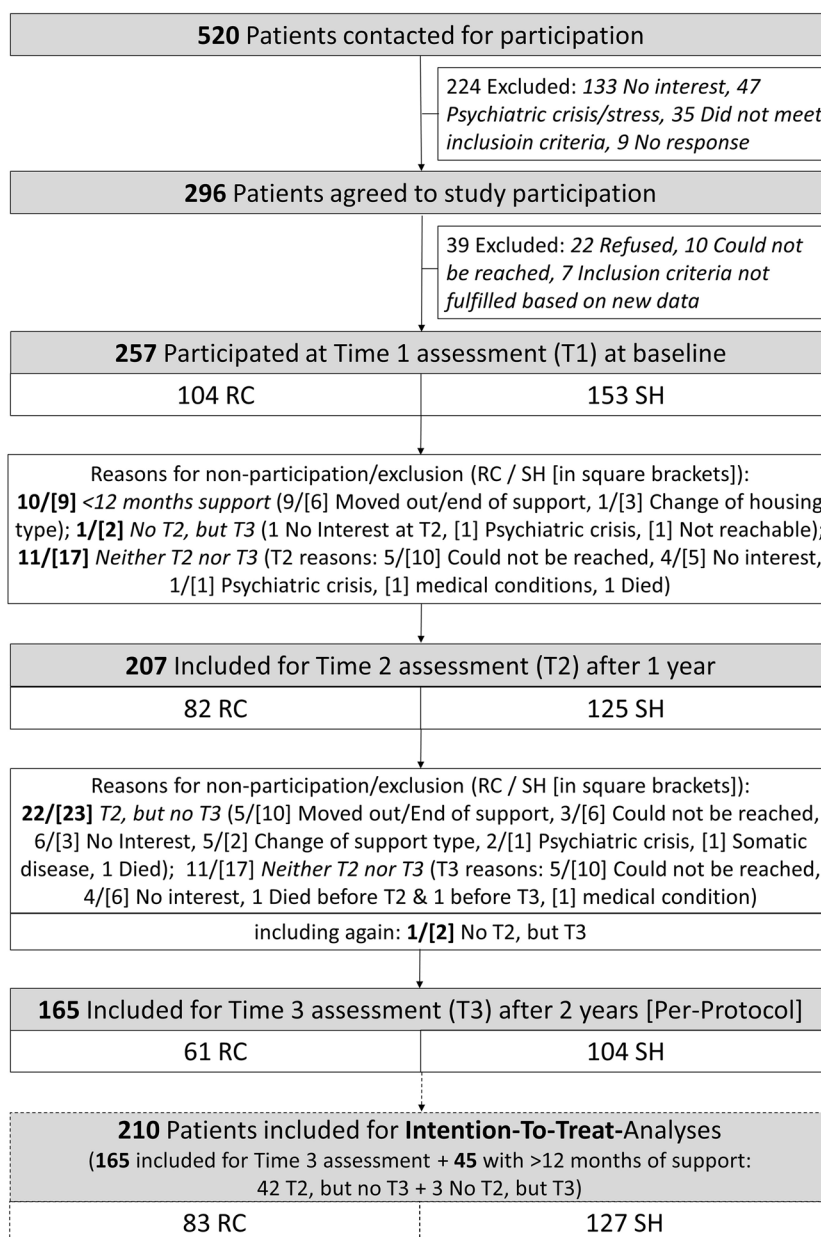 520 Patients contacted for participation
224 Excluded: 133 No interest, 47
Psychiatric crisis/stress, 35 Did not meet
inclusioin criteria, 9 No response
296 Patients agreed to study participation
39 Excluded: 22 Refused, 10 Could not
be reached, 7 Inclusion criteria not
fulfilled based on new data
257 Participated at Time 1 assessment (T1) at baseline
104 RC
153 SH
Reasons for non-participation/exclusion (RC / SH [in square brackets]):
10/[9] <12 months support (9/[6] Moved out/end of support, 1/[3] Change of housing
type); 1/[2] No T2, but T3 (1 No Interest at T2, [1] Psychiatric crisis, [1] Not reachable);
11/[17] Neither T2 nor T3 (T2 reasons: 5/[10] Could not be reached, 4/[5] No interest,
1/[1] Psychiatric crisis, [1] medical conditions, 1 Died)
207 Included for Time 2 assessment (T2) after 1 year
82 RC
125 SH
Reasons for non-participation/exclusion (RC / SH [in square brackets]):
22/[23] T2, but no T3 (5/[10] Moved out/End of support, 3/[6] Could not be reached,
6/[3] No Interest, 5/[2] Change of support type, 2/[1] Psychiatric crisis, [1] Somatic
disease, 1 Died);  11/[17] Neither T2 nor T3 (T3 reasons: 5/[10] Could not be reached,
4/[6] No interest, 1 Died before T2 & 1 before T3, [1] medical condition)
including again: 1/[2] No T2, but T3
165 Included for Time 3 assessment (T3) after 2 years [Per-Protocol]
61 RC
104 SH
210 Patients included for Intention-To-Treat-Analyses
(165 included for Time 3 assessment + 45 with >12 months of support:
42 T2, but no T3 + 3 No T2, but T3)
83 RC
127 SH